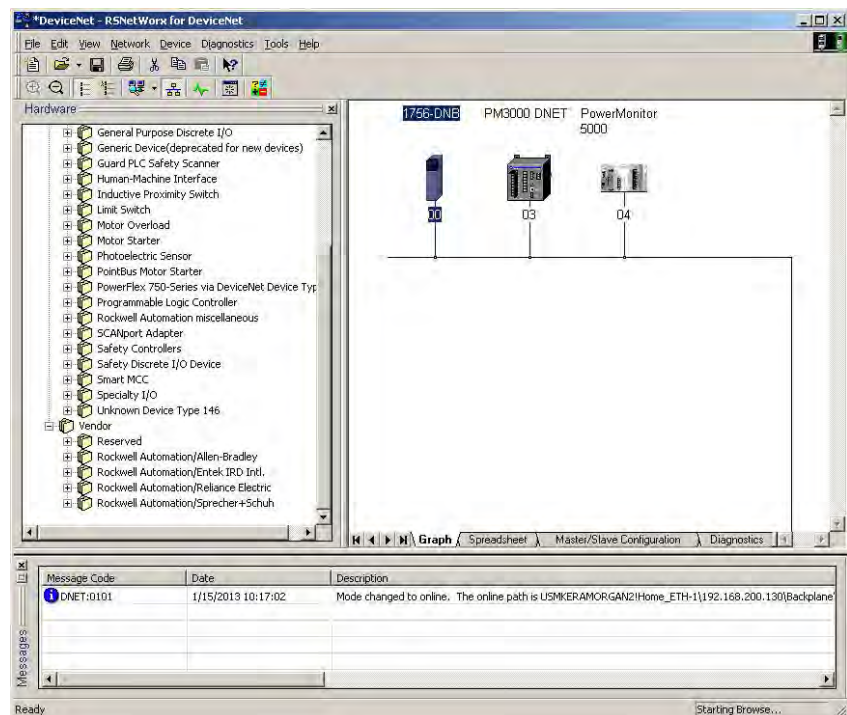 *DeviceNet - RSNetWorx for DeviceNet
File Edit View Network Device Diagnostics Tools Help
Hardware
General Purpose Discrete I/O
Generic Device(deprecated for new devices)
Guard PLC Safety Scanner
Human-Machine Interface
Inductive Proximity Switch
Limit Switch
Motor Overload
Motor Starter
Photoelectric Sensor
PointBus Motor Starter
PowerFlex 750-Series via DeviceNet Device Typ
Programmable Logic Controller
Rockwell Automation miscellaneous
SCANport Adapter
Safety Controllers
Safety Discrete I/O Device
Smart MCC
Specialty I/O
Unknown Device Type 146
Vendor
Reserved
Rockwell Automation/Allen-Bradley
Rockwell Automation/Entek IRD Intl.
Rockwell Automation/Reliance Electric
Rockwell Automation/Sprecher+Schuh
1756-DNB PM3000 DNET PowerMonitor
5000
00 03 04
Graph Spreadsheet Master/Slave Configuration Diagnostics
Messages
Message Code Date Description
DNET:0101 1/15/2013 10:17:02 Mode changed to online. The online path is USMKERAMORGAN2!Home_ETH-1\192.168.200.130\Backplane\
Ready Starting Browse...